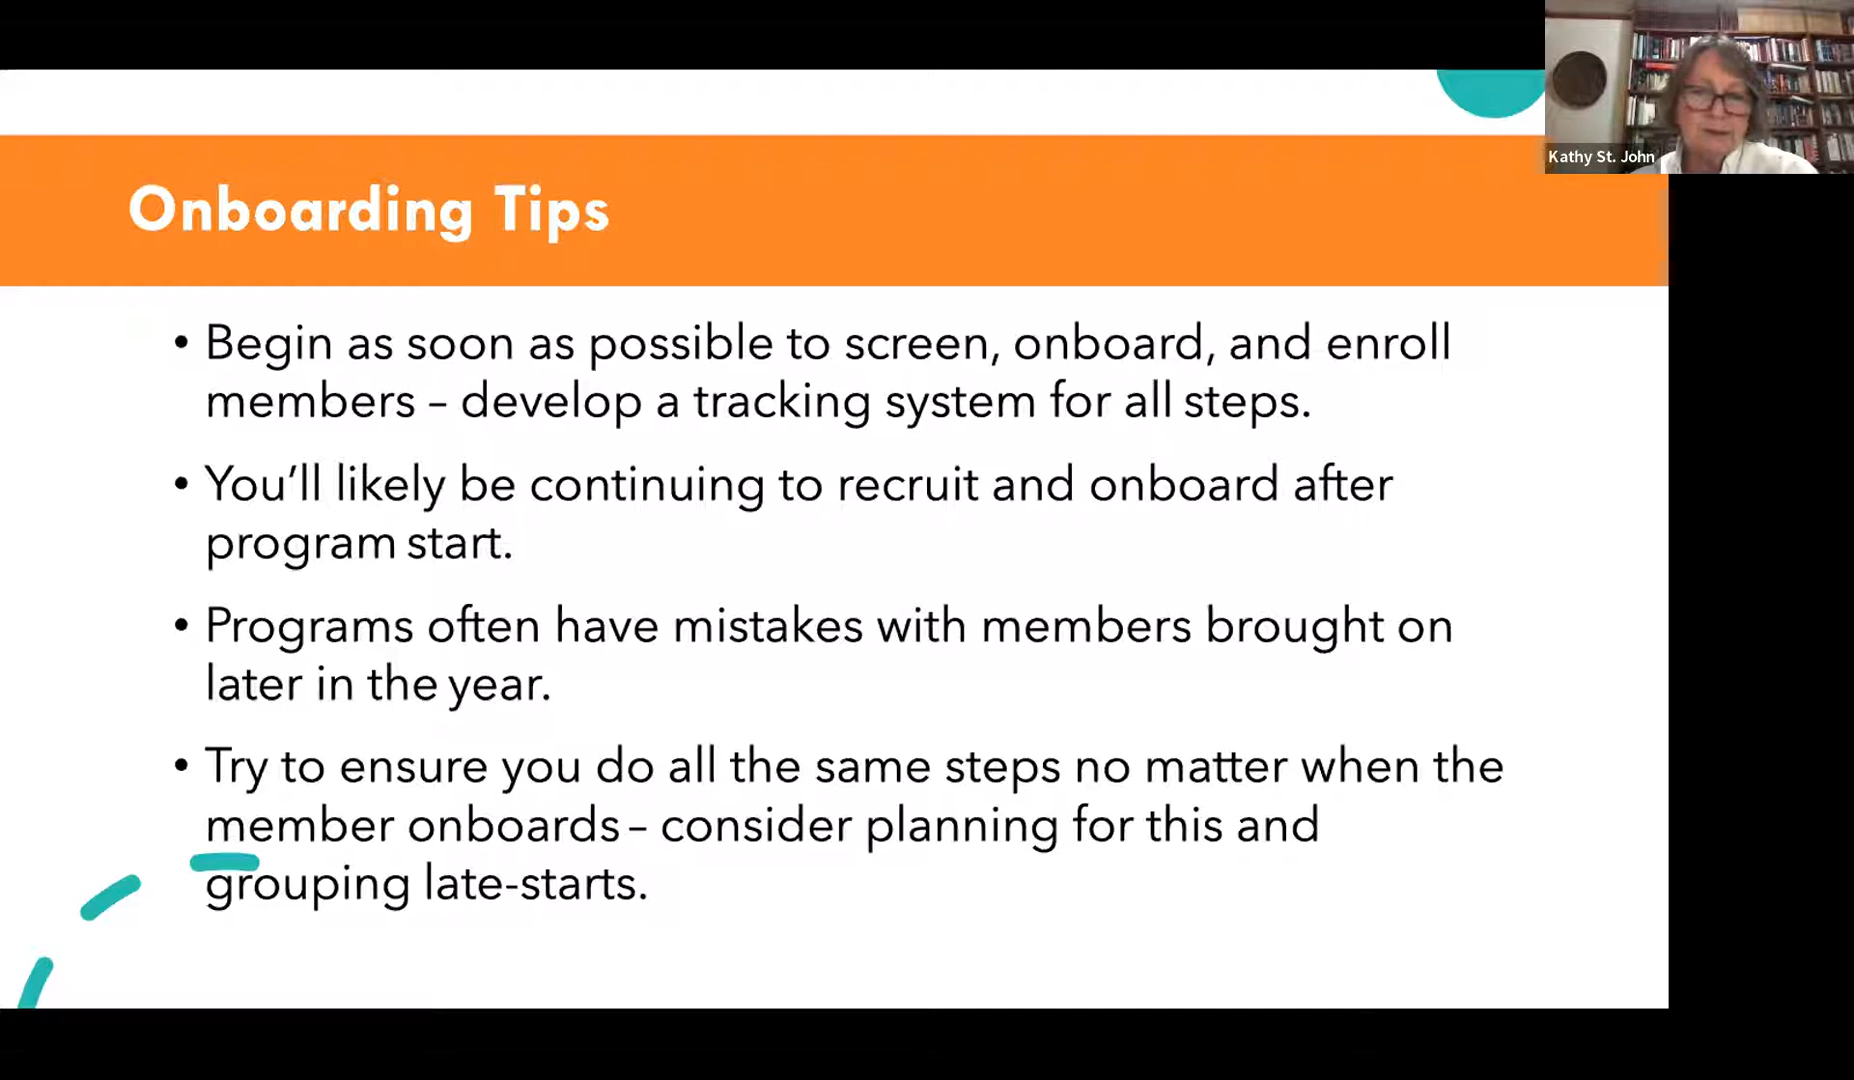 Kathy St. John
Onboarding Tips
• Begin as soon as possible to screen, onboard, and enroll
members – develop a tracking system for all steps.
• You’ll likely be continuing to recruit and onboard after
program start.
• Programs often have mistakes with members brought on
later in the year.
• Try to ensure you do all the same steps no matter when the
member onboards – consider planning for this and
grouping late-starts.